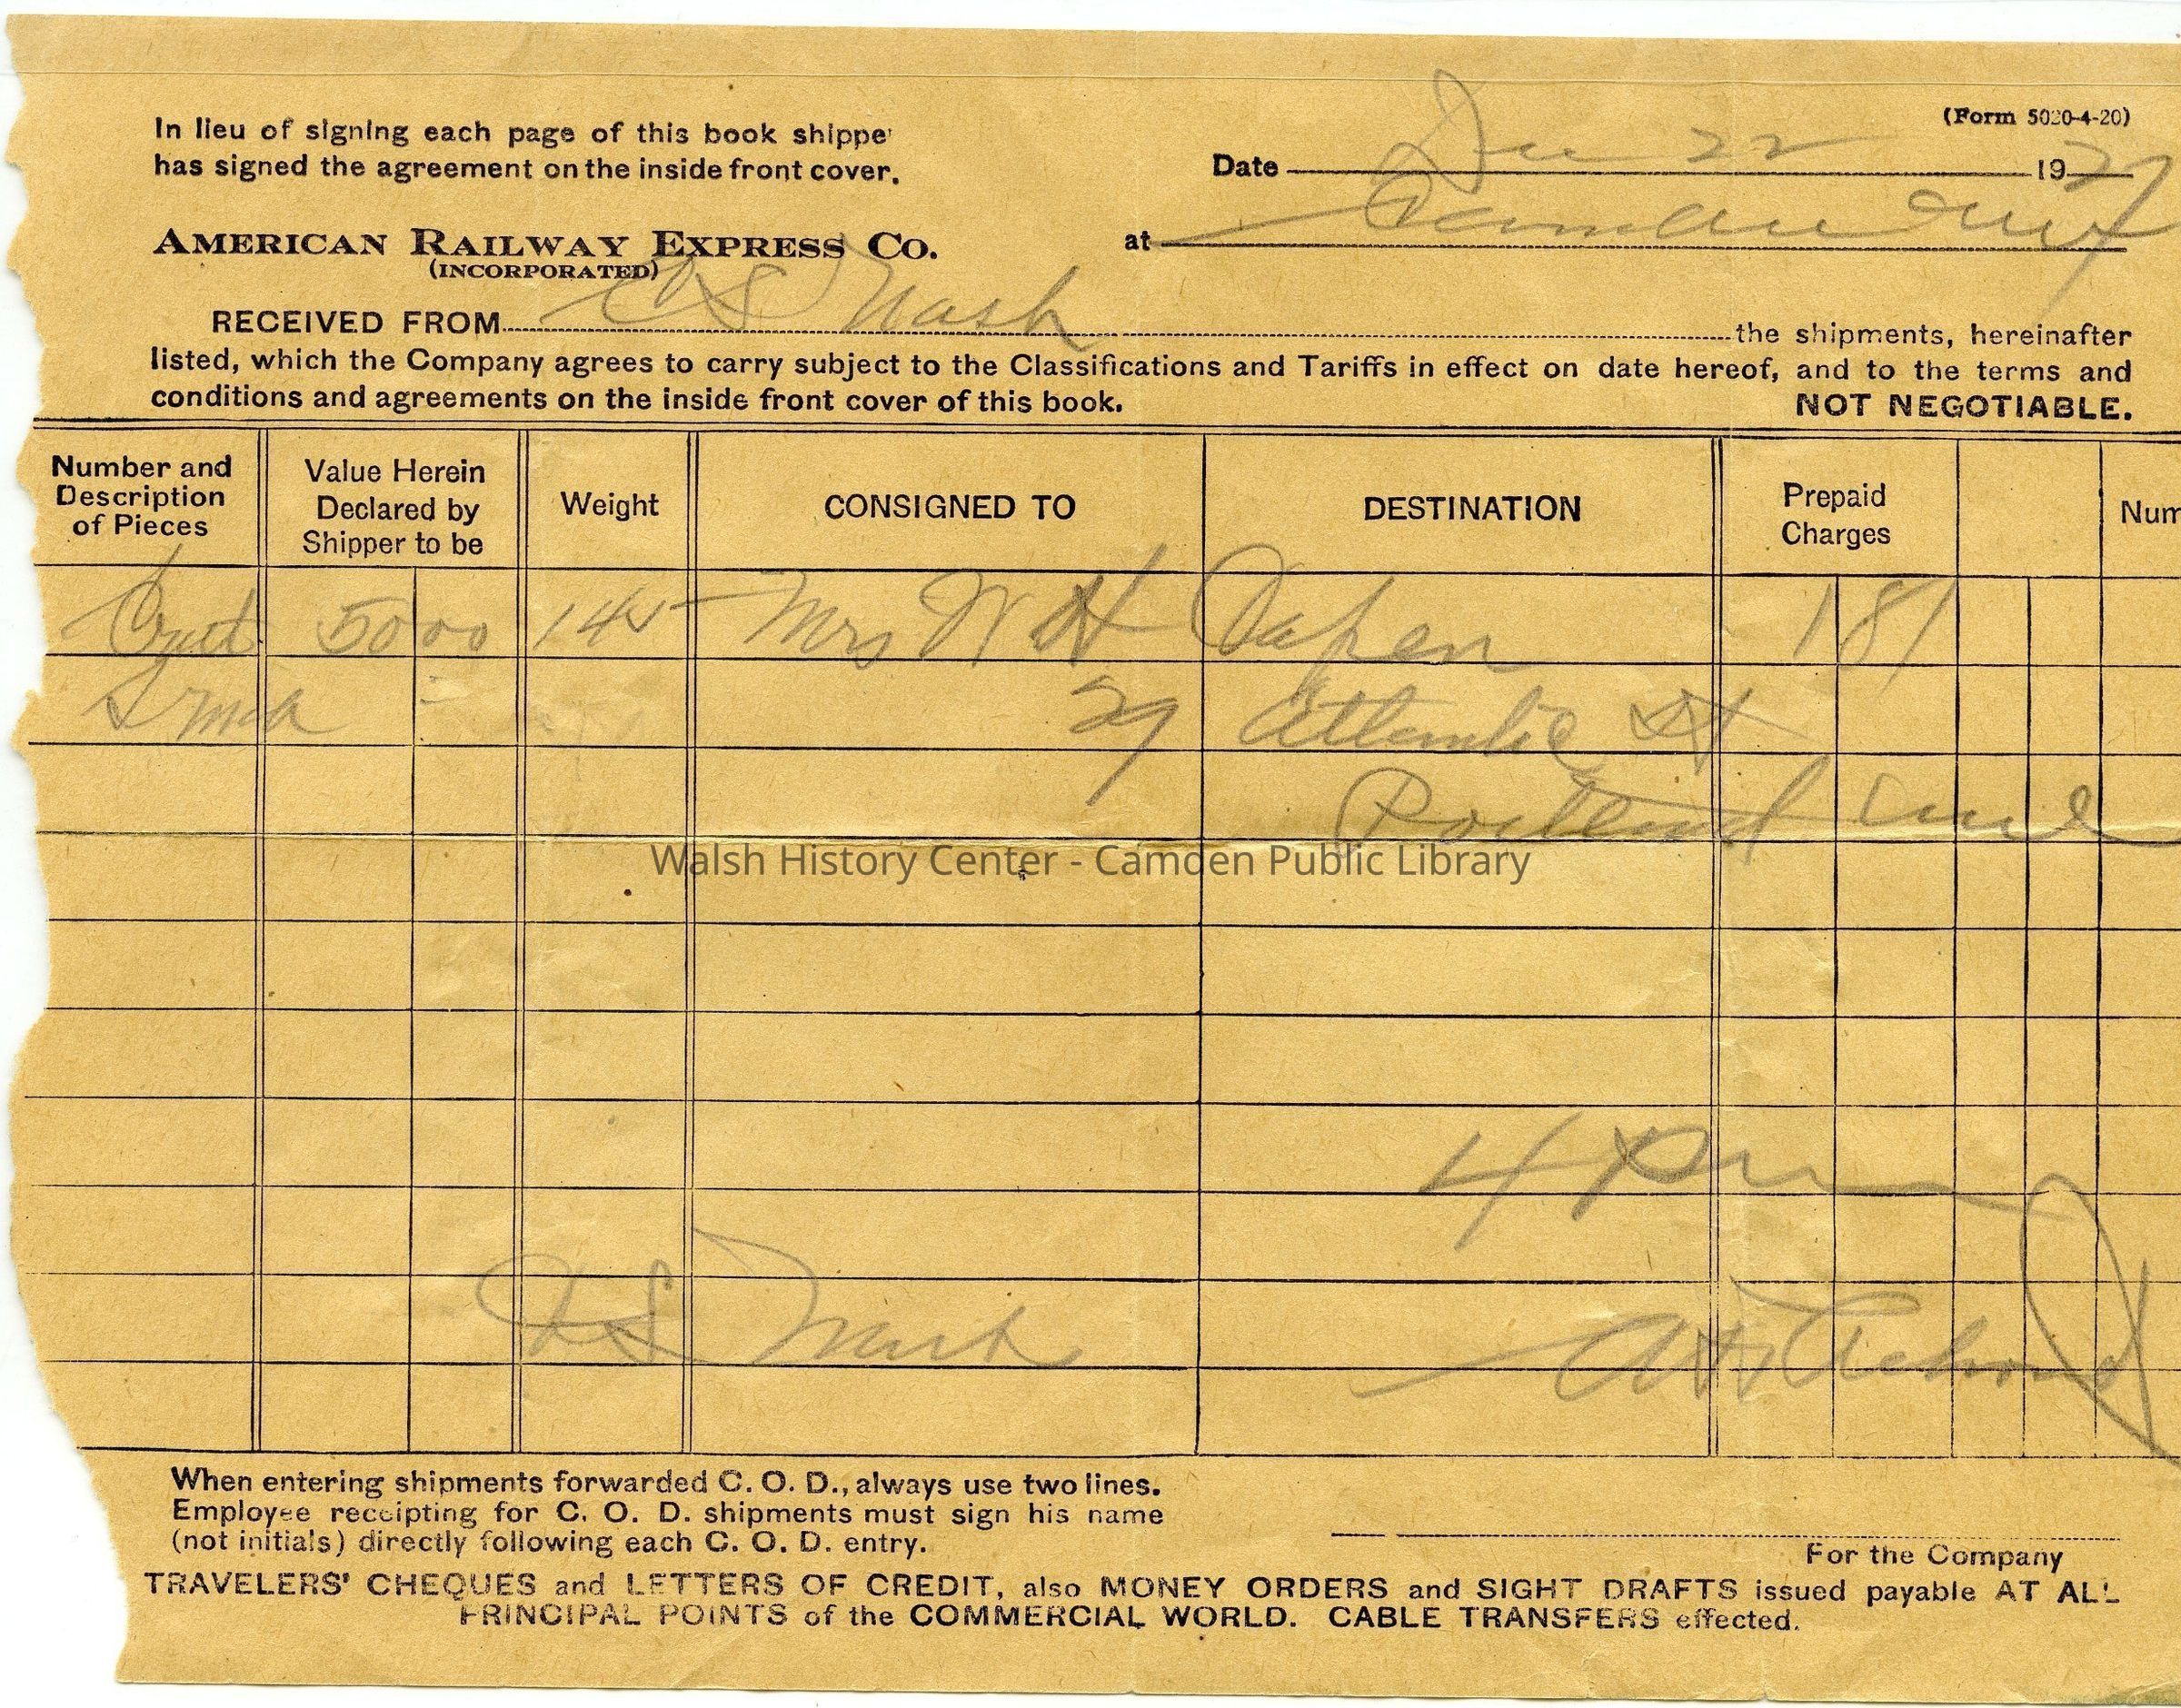 (Form 5020-4-20)
In lieu of signing each page of this book shippe
has signed the agreement on the inside front cover.
Date Dec 22 1927
AMERICAN RAILWAY EXPRESS CO.
(INCORPORATED)
at
RECEIVED FROM S Nash the shipments, hereinafter
listed, which the Company agrees to carry subject to the Classifications and Tariffs in effect on date hereof, and to the terms and
conditions and agreements on the inside front cover of this book. NOT NEGOTIABLE.
Number and Description of Pieces Value Herein Declared by Shipper to be Weight CONSIGNED TO DESTINATION Prepaid Charges Num
5000 Mrs W H 181
29 Atlantic St
Portland
Walsh History Center - Camden Public Library
When entering shipments forwarded C. O. D., always use two lines.
Employee receipting for C. O. D. shipments must sign his name
(not initials) directly following each C. O. D. entry.
For the Company
TRAVELERS' CHEQUES and LETTERS OF CREDIT, also MONEY ORDERS and SIGHT DRAFTS issued payable AT ALL
PRINCIPAL POINTS of the COMMERCIAL WORLD. CABLE TRANSFERS effected.